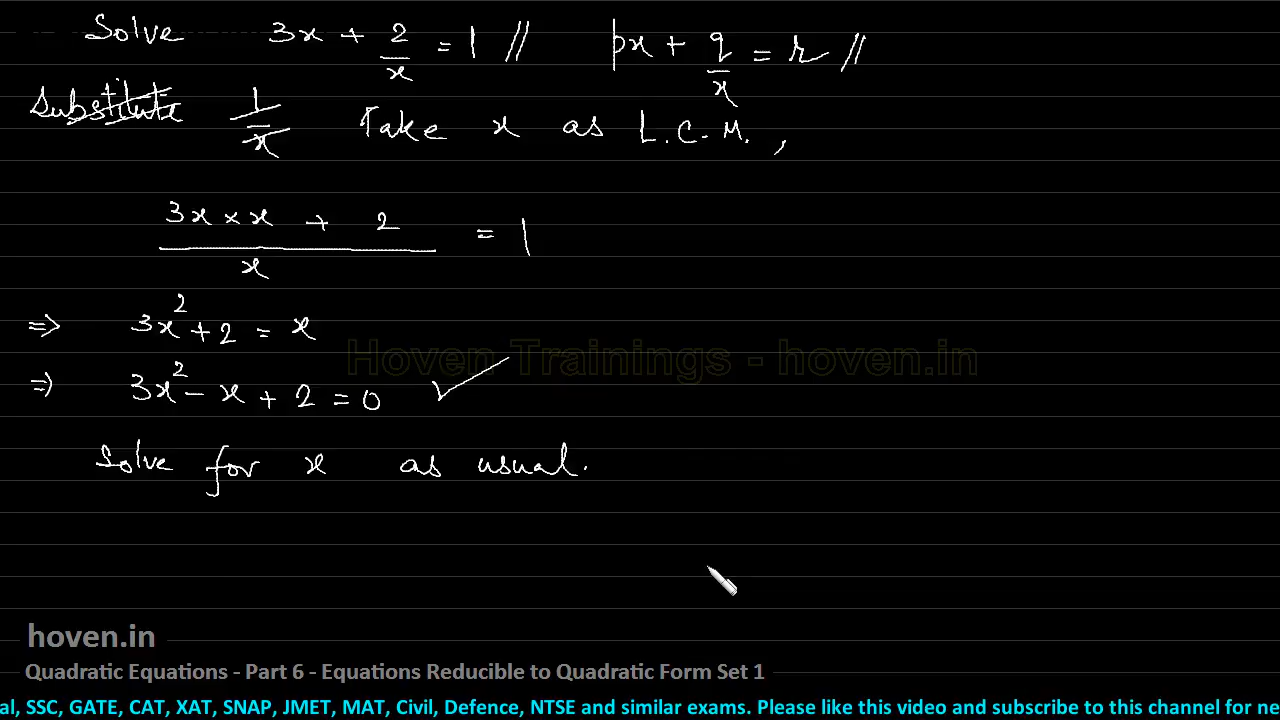 Solve 3x + 2/x = 1 // px + q/x = r //
Substitute 1/x Take x as L.C.M.,
3x × x + 2 / x = 1
⇒ 3x² + 2 = x
⇒ 3x² - x + 2 = 0 ✓
Hoven Trainings - hoven.in
Solve for x as usual.
hoven.in
Quadratic Equations - Part 6 - Equations Reducible to Quadratic Form Set 1
al, SSC, GATE, CAT, XAT, SNAP, JMET, MAT, Civil, Defence, NTSE and similar exams. Please like this video and subscribe to this channel for ne